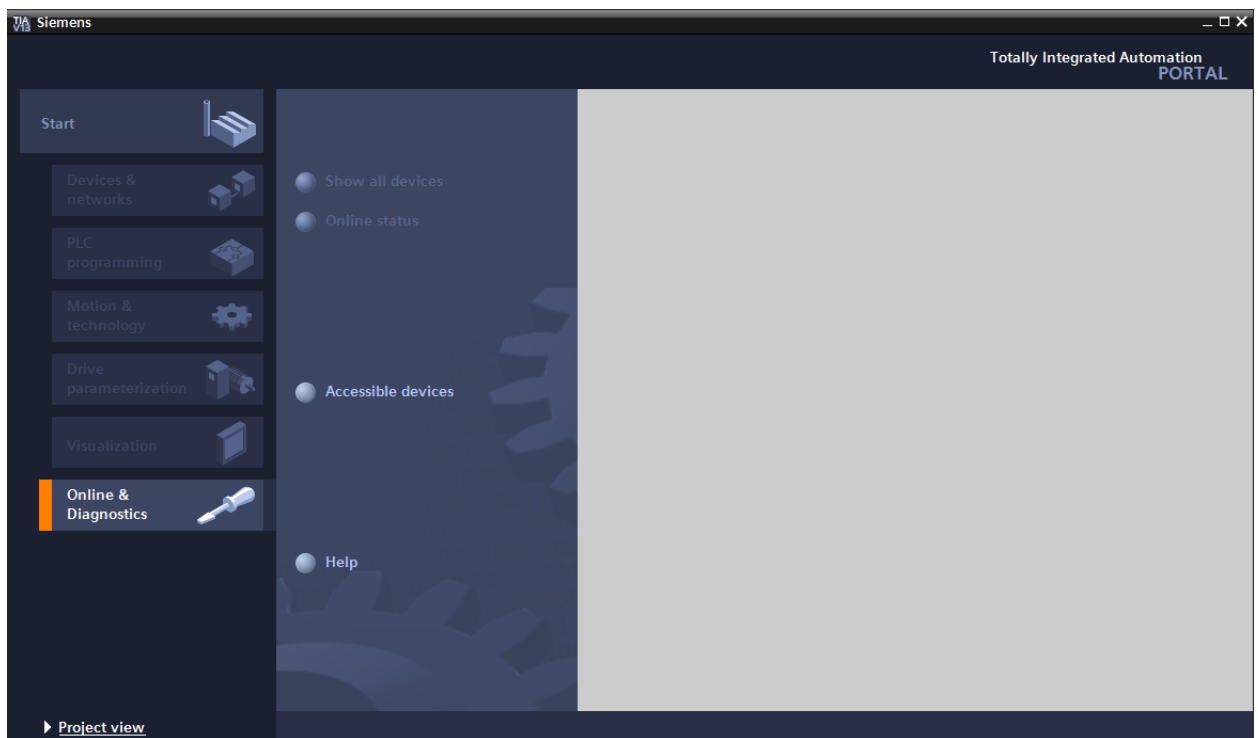 TIA
V13
Siemens
Totally Integrated Automation
PORTAL
Start
Devices &
networks
PLC
programming
Motion &
technology
Drive
parameterization
Visualization
Online &
Diagnostics
Show all devices
Online status
Accessible devices
Help
Project view